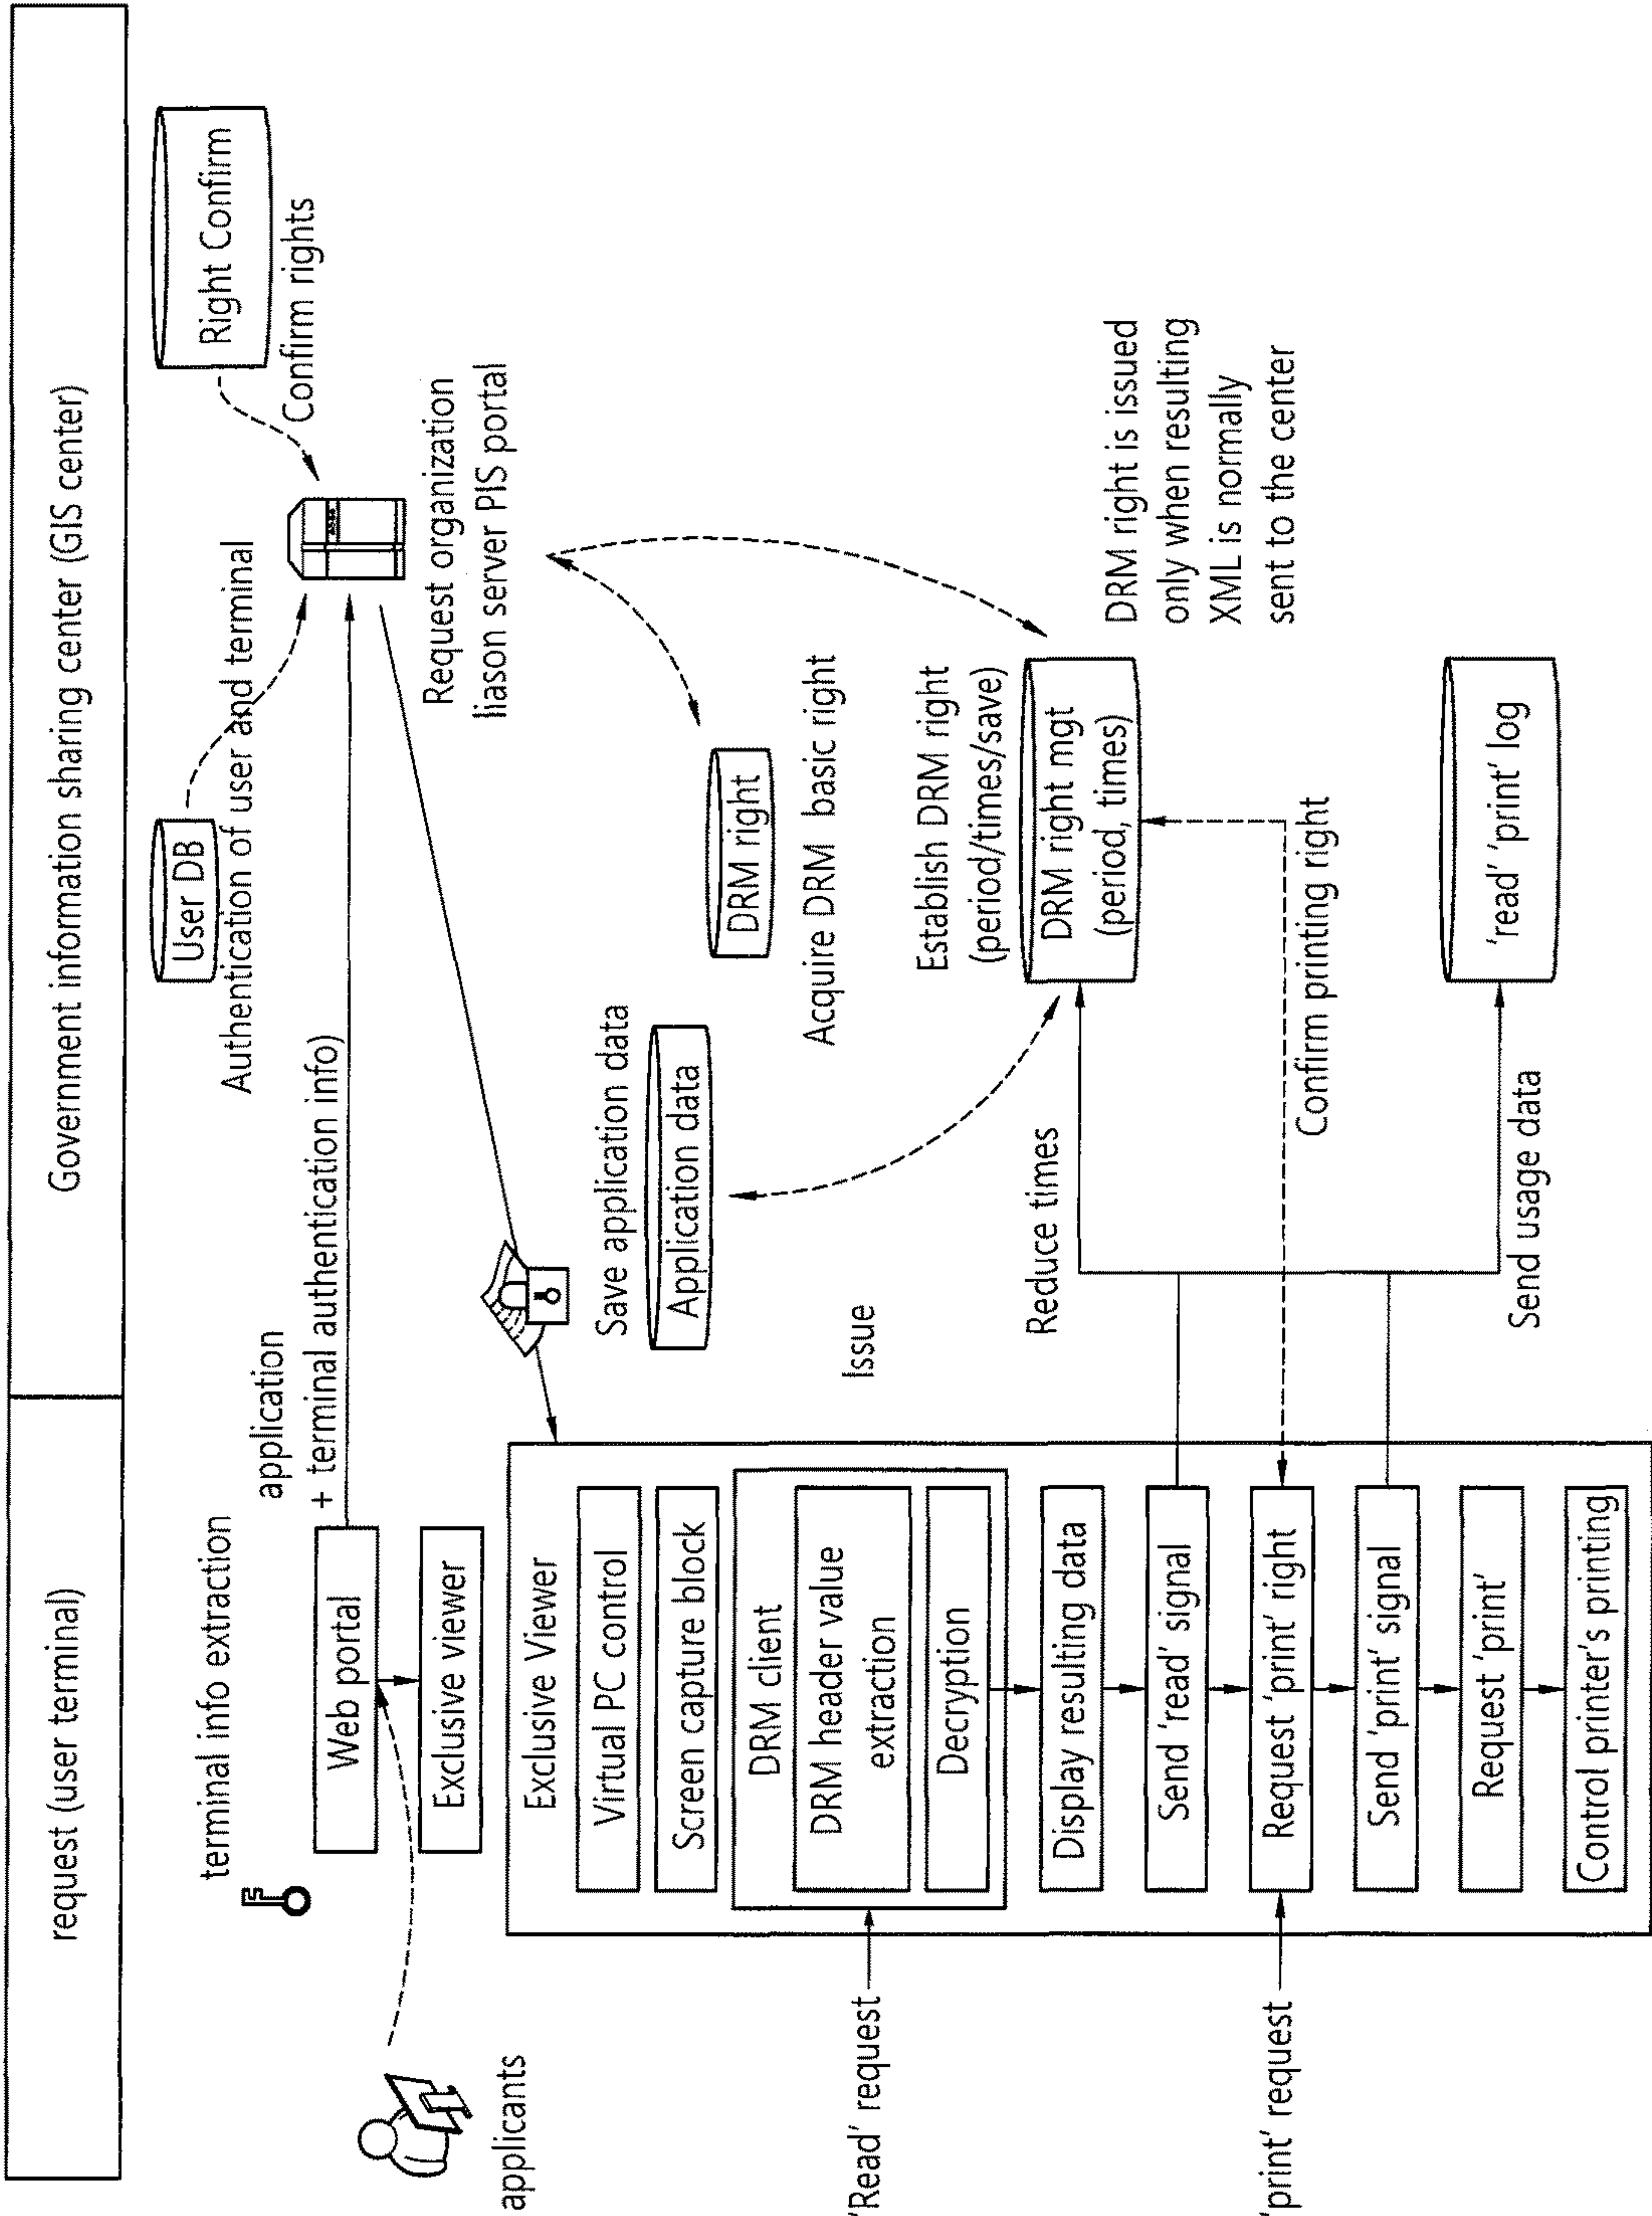 request (user terminal)
Government information sharing center (GIS center)
terminal info extraction
application
+ terminal authentication info)
User DB
Authentication of user and terminal
Right Confirm
Confirm rights
Web portal
Exclusive viewer
applicants
Request organization
liason server PIS portal
Exclusive Viewer
Virtual PC control
Screen capture block
DRM client
DRM header value
extraction
Decryption
Display resulting data
Send 'read' signal
Request 'print' right
Send 'print' signal
Request 'print'
Control printer's printing
'Read' request
'print' request
Save application data
Application data
Issue
DRM right
Acquire DRM basic right
Establish DRM right
(period/times/save)
DRM right mgt
(period, times)
DRM right is issued
only when resulting
XML is normally
sent to the center
Reduce times
Confirm printing right
'read' 'print' log
Send usage data